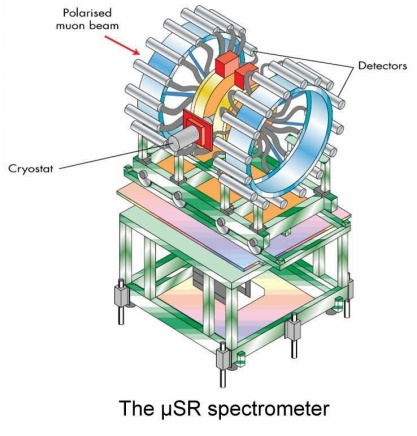 Polarised
muon beam
Detectors
Cryostat
The µSR spectrometer